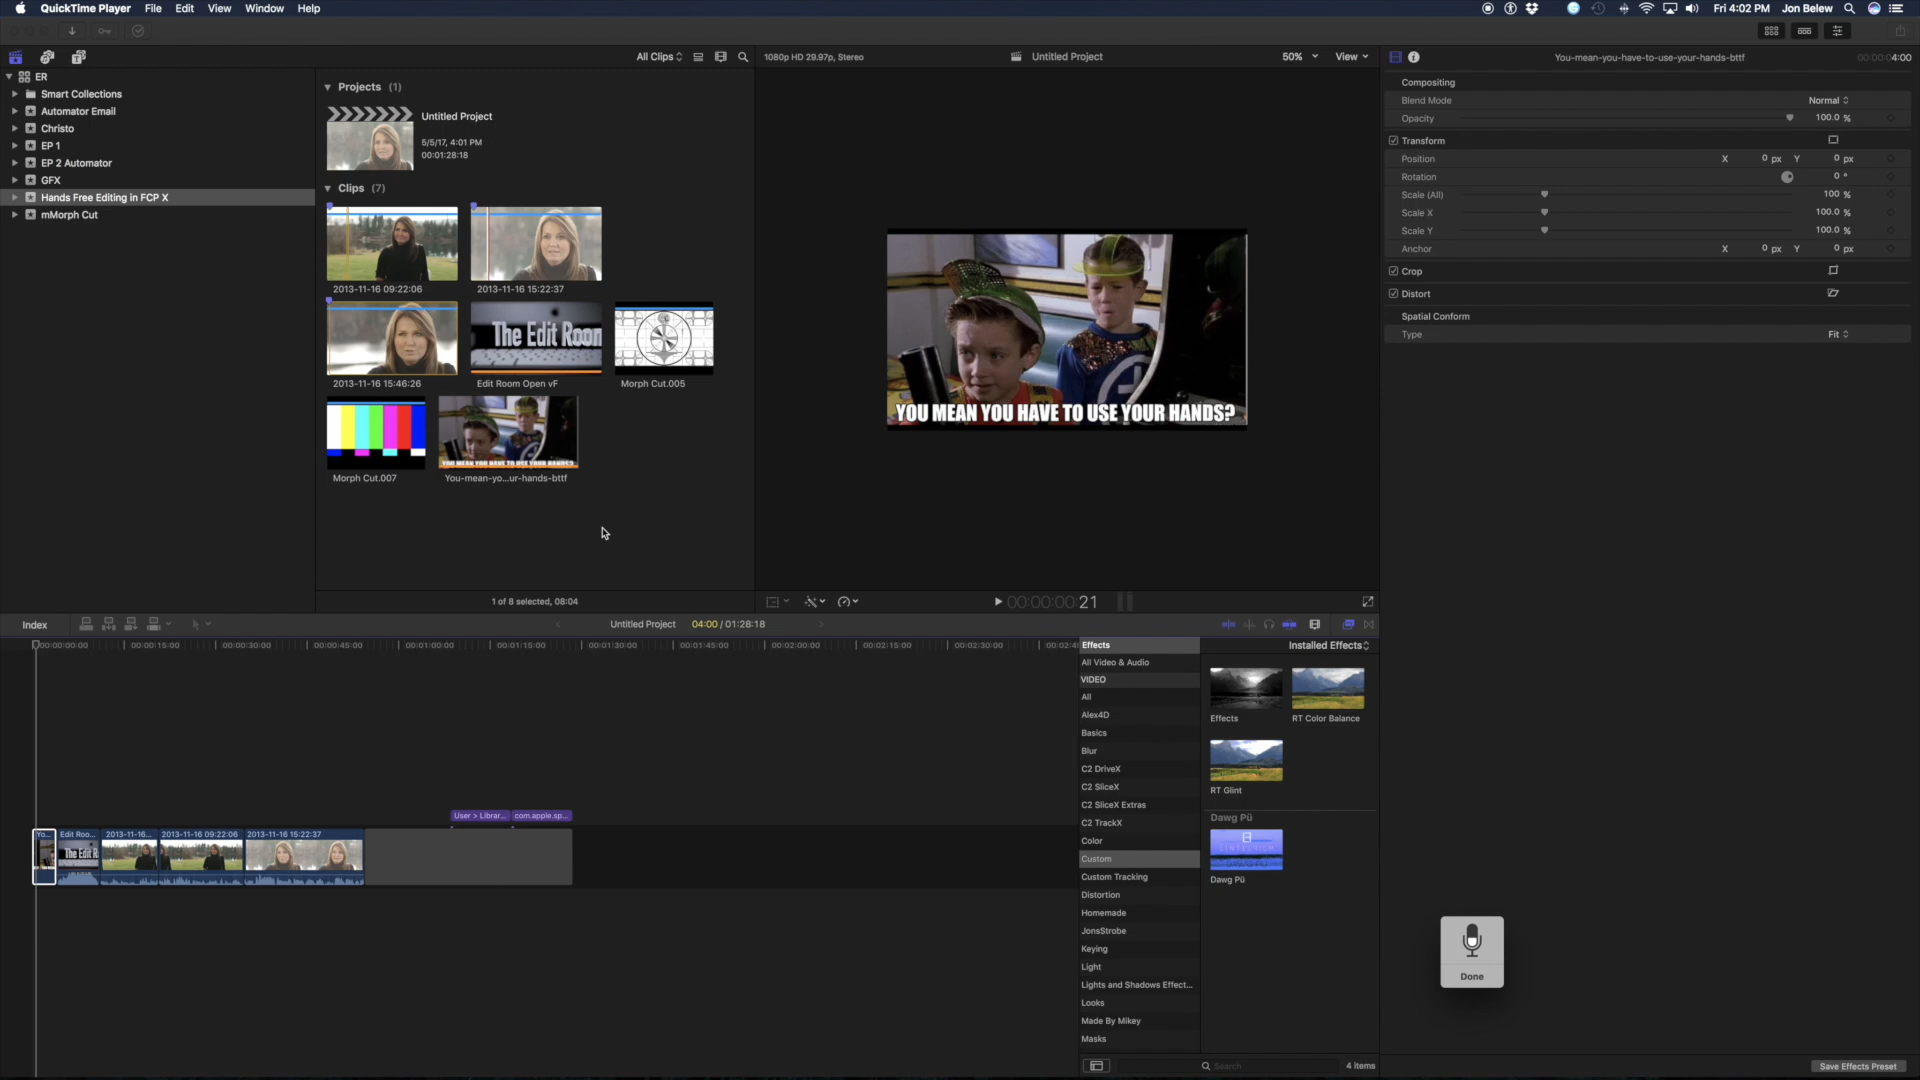 QuickTime Player File Edit View Window Help
Fri 4:02 PM Jon Belew
All Clips
1080p HD 29.97p, Stereo
Untitled Project
50%
View
You-mean-you-have-to-use-your-hands-bttf
4:00
ER
Smart Collections
Automator Email
Christo
EP 1
EP 2 Automator
GFX
Hands Free Editing in FCP X
mMorph Cut
Projects (1)
Untitled Project
5/5/17, 4:01 PM
00:01:28:18
Clips (7)
2013-11-16 09:22:06
2013-11-16 15:22:37
The Edit Room
2013-11-16 15:46:26
Edit Room Open vF
Morph Cut.005
YOU MEAN YOU HAVE TO USE YOUR HANDS?
Morph Cut.007
You-mean-yo...ur-hands-bttf
1 of 8 selected, 08:04
YOU MEAN YOU HAVE TO USE YOUR HANDS?
00:00:00:21
Compositing
Blend Mode Normal
Opacity 100.0 %
Transform
Position X 0 px Y 0 px
Rotation 0 °
Scale (All) 100 %
Scale X 100.0 %
Scale Y 100.0 %
Anchor X 0 px Y 0 px
Crop
Distort
Spatial Conform
Type Fit
Index
Untitled Project 04:00 / 01:28:18
00:00:00:00 00:00:15:00 00:00:30:00 00:00:45:00 00:01:00:00 00:01:15:00 00:01:30:00 00:01:45:00 00:02:00:00 00:02:15:00 00:02:30:00 00:02:4
User > Librar... com.apple.sp...
Yo... Edit Roo... 2013-11-16... 2013-11-16 09:22:06 2013-11-16 15:22:37
The Edit R
Effects
All Video & Audio
VIDEO
All
Alex4D
Basics
Blur
C2 DriveX
C2 SliceX
C2 SliceX Extras
C2 TrackX
Color
Custom
Custom Tracking
Distortion
Homemade
JonsStrobe
Keying
Light
Lights and Shadows Effect...
Looks
Made By Mikey
Masks
Installed Effects
Effects
RT Color Balance
RT Glint
Dawg Pü
Dawg Pü
Search
4 items
Done
Save Effects Preset